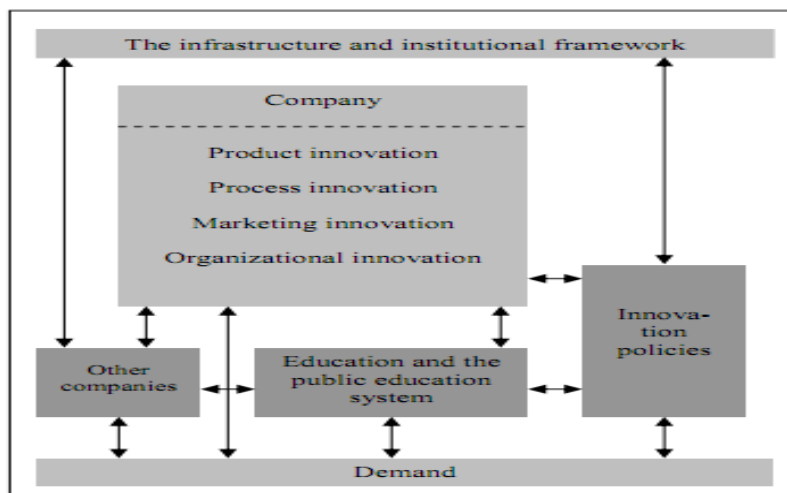 The infrastructure and institutional framework
Company
Product innovation
Process innovation
Marketing innovation
Organizational innovation
Innova-
tion
policies
Other
companies
Education and the
public education
system
Demand